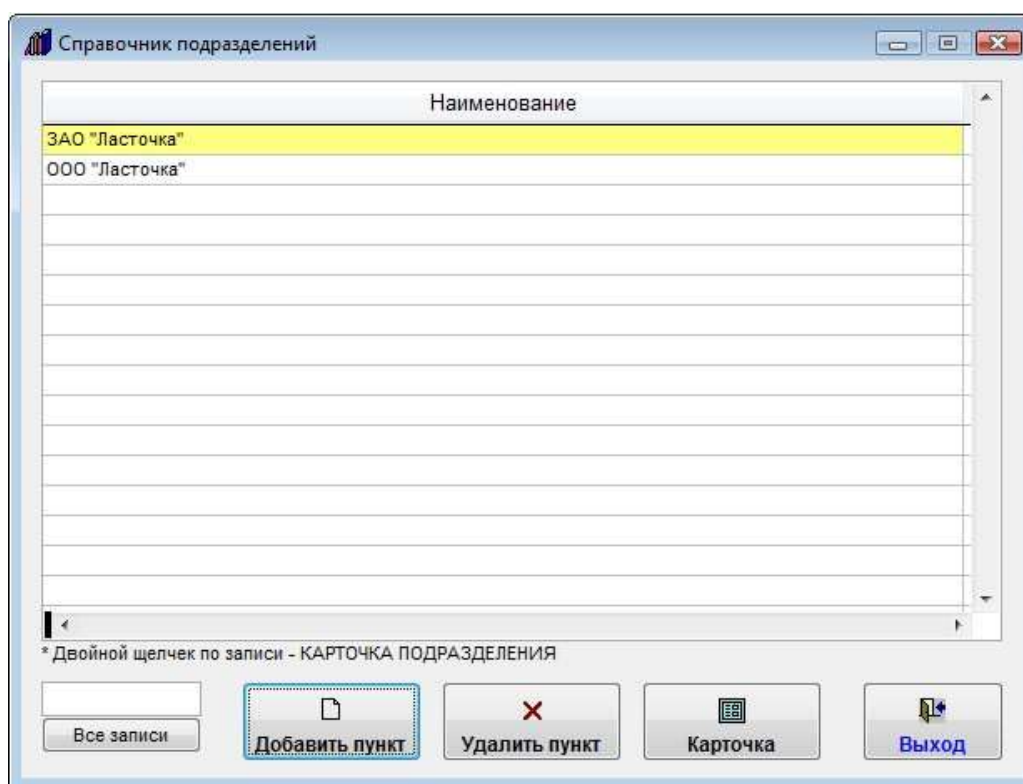 Справочник подразделений
Наименование
ЗАО "Ласточка"
ООО "Ласточка"
* Двойной щелчек по записи - КАРТОЧКА ПОДРАЗДЕЛЕНИЯ
Все записи
Добавить пункт
Удалить пункт
Карточка
Выход